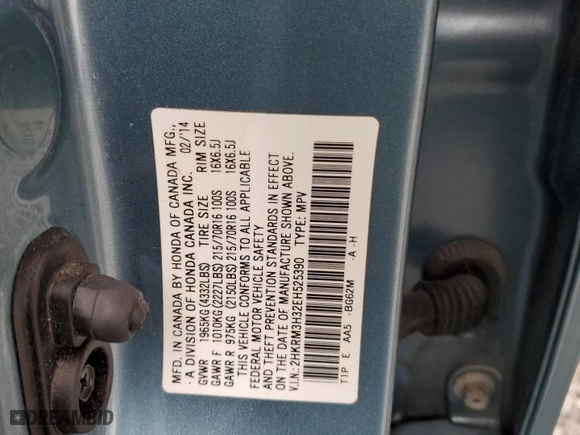 MFD. IN CANADA BY HONDA OF CANADA MFG.,
- A DIVISION OF HONDA CANADA INC. 02/'14
GVWR 1965KG(4332LBS) TIRE SIZE RIM SIZE
GAWR F 1010KG(2227LBS)215/70R16 100S 16X6.5J
GAWR R 975KG(2150LBS)215/70R16 100S 16X6.5J
THIS VEHICLE CONFORMS TO ALL APPLICABLE
FEDERAL MOTOR VEHICLE SAFETY
AND THEFT PREVENTION STANDARDS IN EFFECT
ON THE DATE OF MANUFACTURE SHOWN ABOVE.
V.I.N.: 2HKRM3H32EH525390 TYPE: MPV
T1P E AA5 -BG62M -A -H
DREAMBID